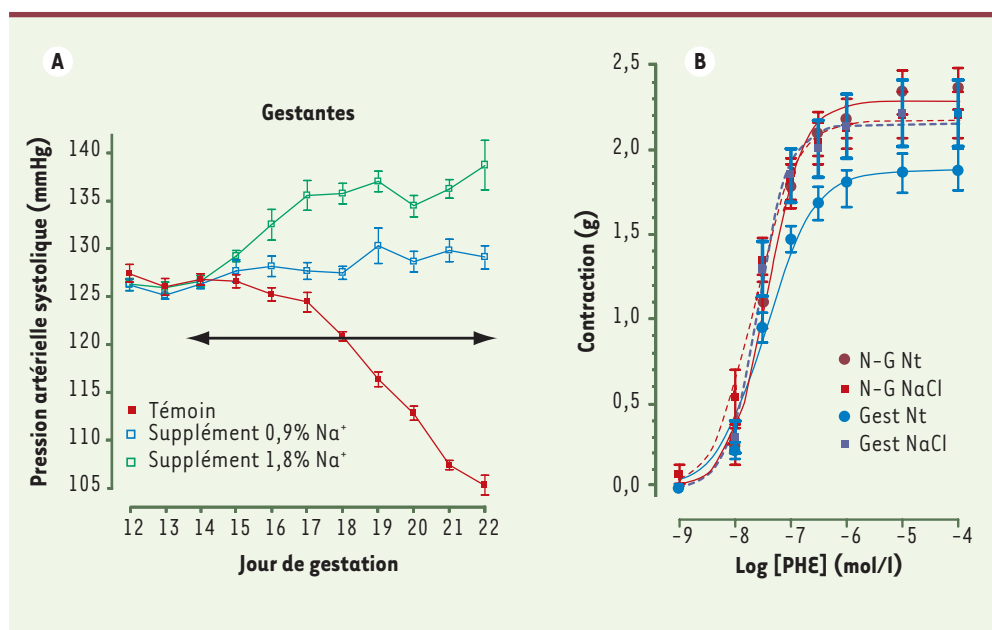 A
Gestantes
Pression artérielle systolique (mmHg)
140
135
130
125
120
115
110
105
Témoin
Supplément 0,9% Na⁺
Supplément 1,8% Na⁺
12 13 14 15 16 17 18 19 20 21 22
Jour de gestation
B
Contraction (g)
2,5
2,0
1,5
1,0
0,5
0,0
N-G Nt
N-G NaCl
Gest Nt
Gest NaCl
-9 -8 -7 -6 -5 -4
Log [PHE] (mol/l)